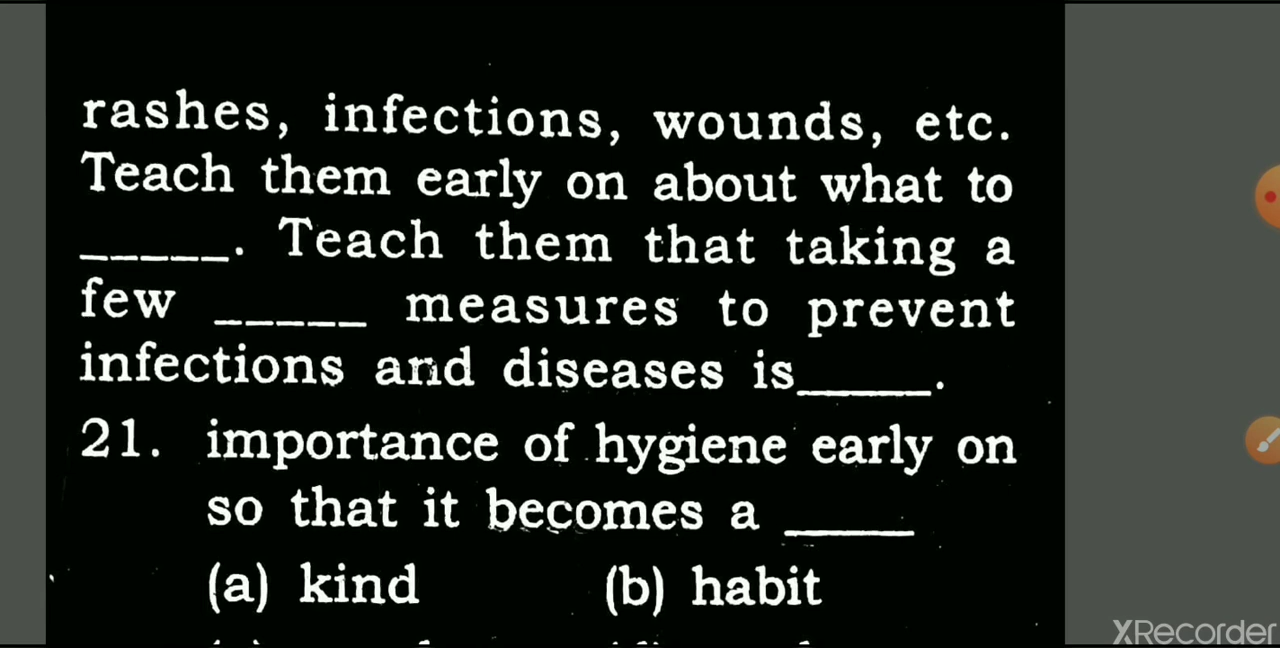 rashes, infections, wounds, etc.
Teach them early on about what to
_____. Teach them that taking a
few _____ measures to prevent
infections and diseases is_____.
21. importance of hygiene early on
so that it becomes a _____
(a) kind (b) habit
XRecorder